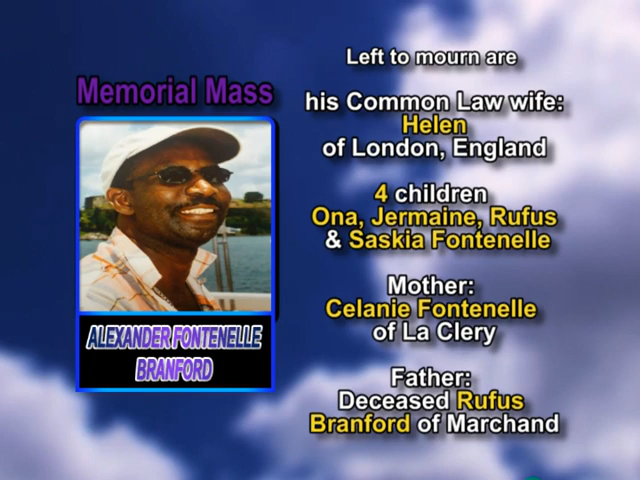 Memorial Mass
ALEXANDER FONTENELLE
BRANFORD
Left to mourn are
his Common Law wife:
Helen
of London, England
4 children
Ona, Jermaine, Rufus
& Saskia Fontenelle
Mother:
Celanie Fontenelle
of La Clery
Father:
Deceased Rufus
Branford of Marchand